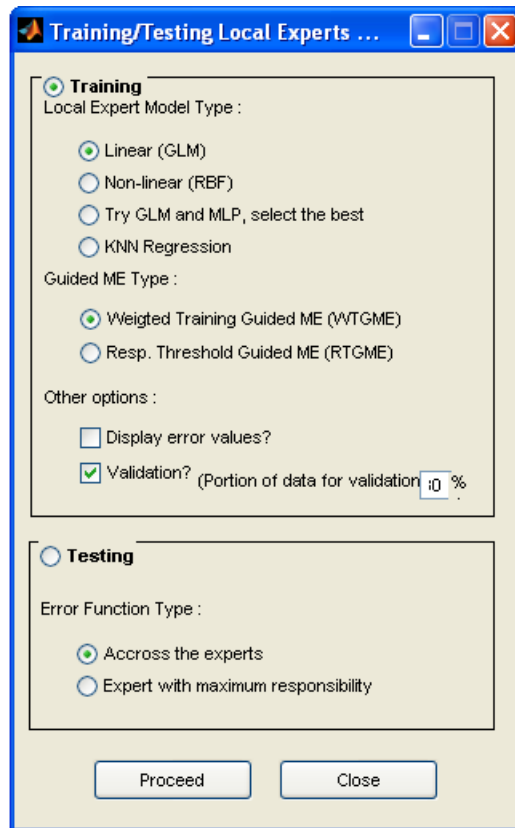 Training/Testing Local Experts ...
Training
Local Expert Model Type :
Linear (GLM)
Non-linear (RBF)
Try GLM and MLP, select the best
KNN Regression
Guided ME Type :
Weigted Training Guided ME (WTGME)
Resp. Threshold Guided ME (RTGME)
Other options :
Display error values?
Validation? (Portion of data for validation %
Testing
Error Function Type :
Accross the experts
Expert with maximum responsibility
Proceed Close